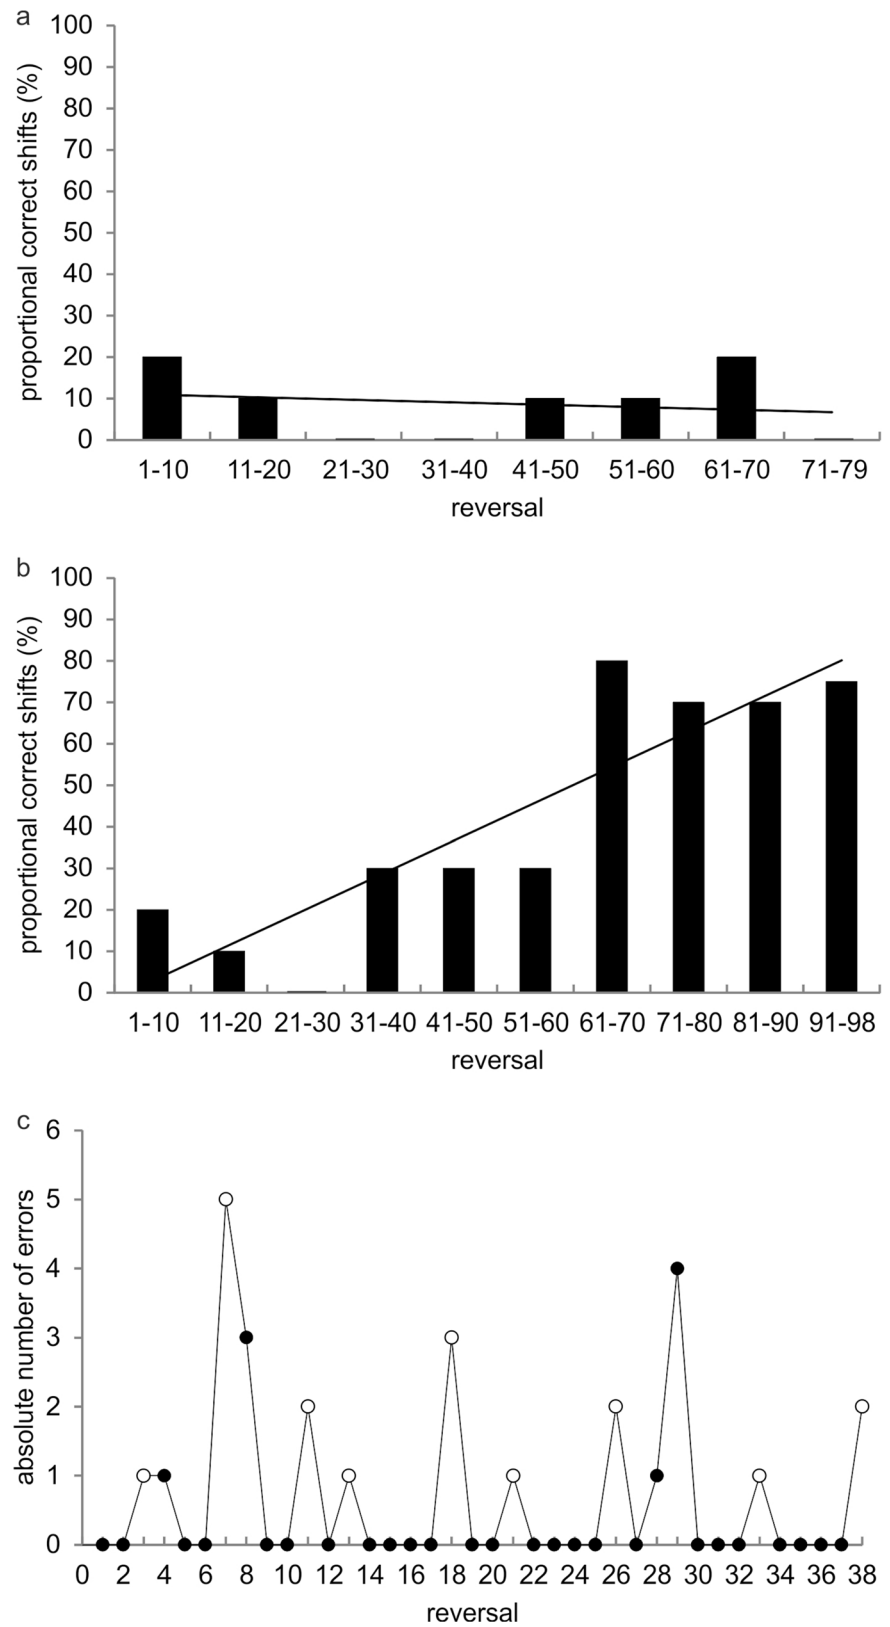 a
proportional correct shifts (%)
100
90
80
70
60
50
40
30
20
10
0
1-10 11-20 21-30 31-40 41-50 51-60 61-70 71-79
reversal
b
proportional correct shifts (%)
100
90
80
70
60
50
40
30
20
10
0
1-10 11-20 21-30 31-40 41-50 51-60 61-70 71-80 81-90 91-98
reversal
c
absolute number of errors
6
5
4
3
2
1
0
0 2 4 6 8 10 12 14 16 18 20 22 24 26 28 30 32 34 36 38
reversal